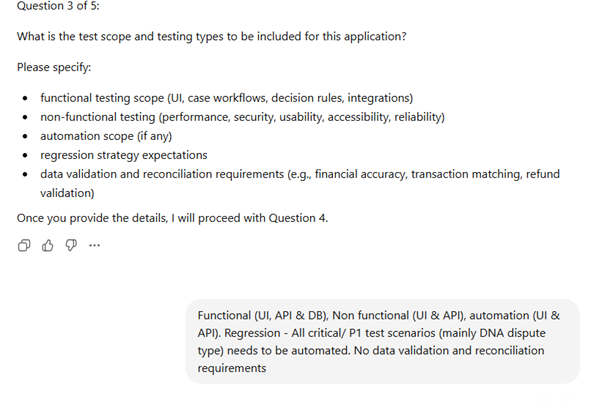 Question 3 of 5:
What is the test scope and testing types to be included for this application?
Please specify:
• functional testing scope (UI, case workflows, decision rules, integrations)
• non-functional testing (performance, security, usability, accessibility, reliability)
• automation scope (if any)
• regression strategy expectations
• data validation and reconciliation requirements (e.g., financial accuracy, transaction matching, refund
validation)
Once you provide the details, I will proceed with Question 4.
Functional (UI, API & DB), Non functional (UI & API), automation (UI &
API). Regression - All critical/ P1 test scenarios (mainly DNA dispute
type) needs to be automated. No data validation and reconciliation
requirements